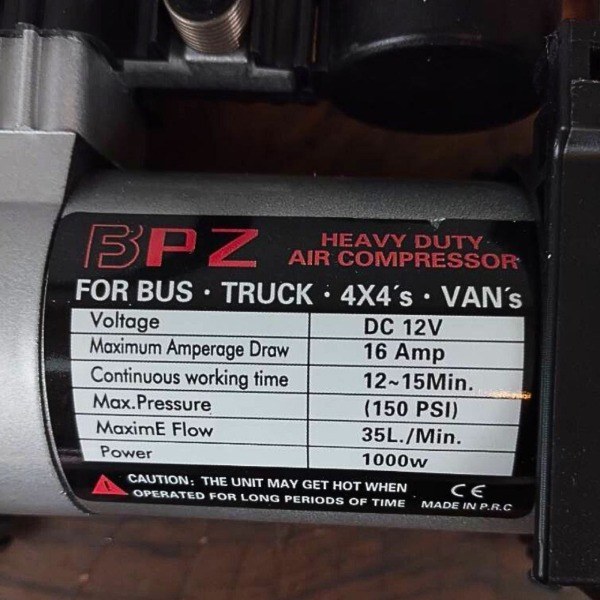 BPZ HEAVY DUTY
AIR COMPRESSOR
FOR BUS · TRUCK · 4X4's · VAN's
Voltage DC 12V
Maximum Amperage Draw 16 Amp
Continuous working time 12~15Min.
Max.Pressure (150 PSI)
MaximE Flow 35L./Min.
Power 1000w
CAUTION: THE UNIT MAY GET HOT WHEN
OPERATED FOR LONG PERIODS OF TIME
CE
MADE IN P.R.C